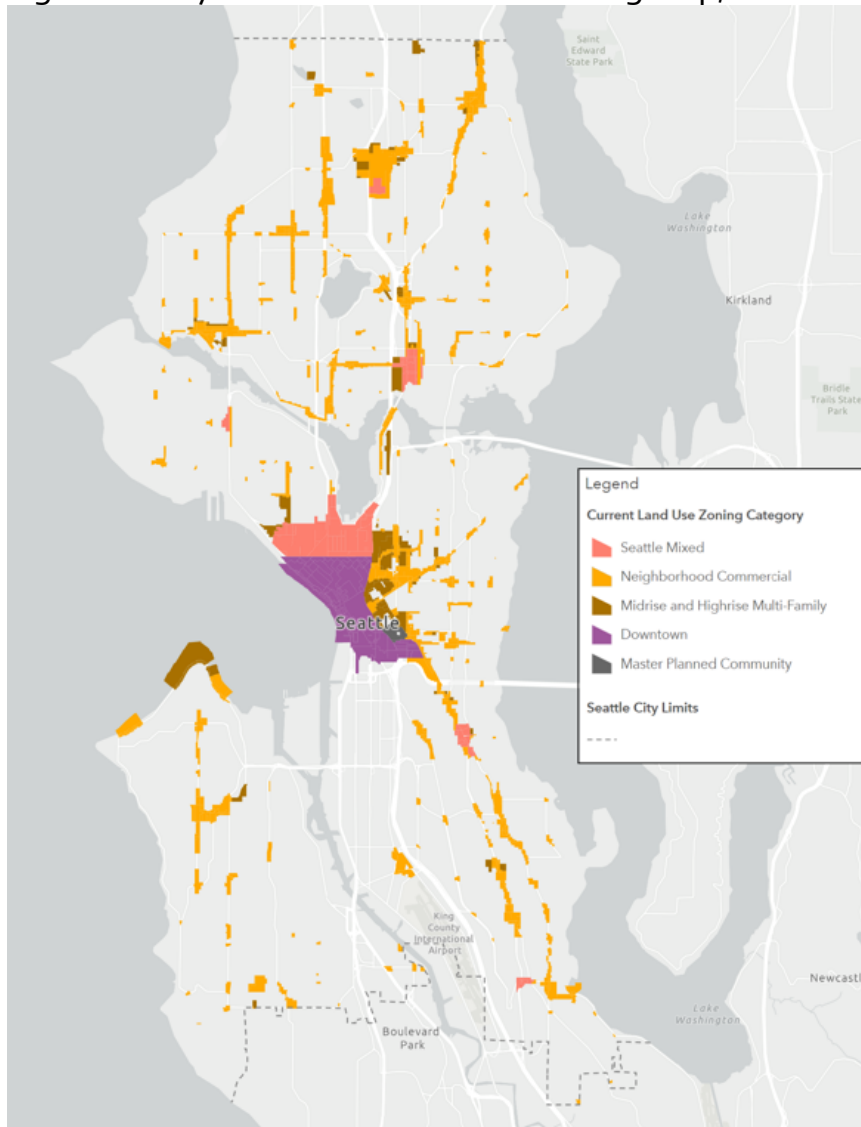 Saint
Edward
State Park
Lake
Washington
Kirkland
Bridle
Trails State
Park
Legend
Current Land Use Zoning Category
Seattle Mixed
Neighborhood Commercial
Midrise and Highrise Multi-Family
Downtown
Master Planned Community
Seattle City Limits
Seattle
King
County
International
Airport
Newcastl
Lake
Washington
Boulevard
Park